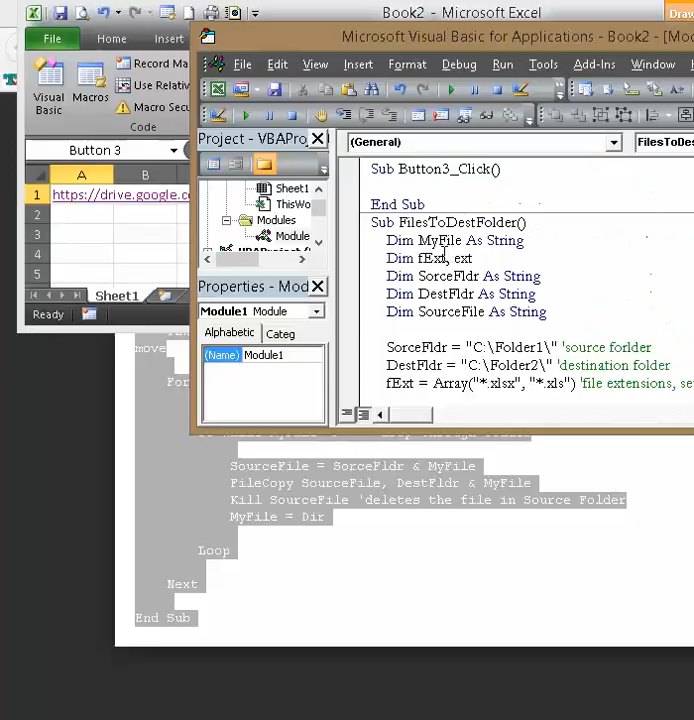 Book2 - Microsoft Excel
File Home Insert
Record Ma
Use Relativ
Macro Secu
Visual Basic
Macros
Code
Button 3
A B
1 https://drive.google.co
2
3
4
5
6
7
Sheet1
Ready
Microsoft Visual Basic for Applications - Book2 - [Mod
File Edit View Insert Format Debug Run Tools Add-Ins Window
Project - VBAProje
Sheet1
ThisWo
Modules
Module
Properties - Mod
Module1 Module
Alphabetic Categ
(Name) Module1
(General) FilesToDes
Sub Button3_Click()
End Sub
Sub FilesToDestFolder()
Dim MyFile As String
Dim fExt, ext
Dim SorceFldr As String
Dim DestFldr As String
Dim SourceFile As String
SorceFldr = "C:\Folder1\" 'source forlder
DestFldr = "C:\Folder2\" 'destination folder
fExt = Array("*.xlsx", "*.xls") 'file extensions, se
move
For
SourceFile = SorceFldr & MyFile
FileCopy SourceFile, DestFldr & MyFile
Kill SourceFile 'deletes the file in Source Folder
MyFile = Dir
Loop
Next
End Sub